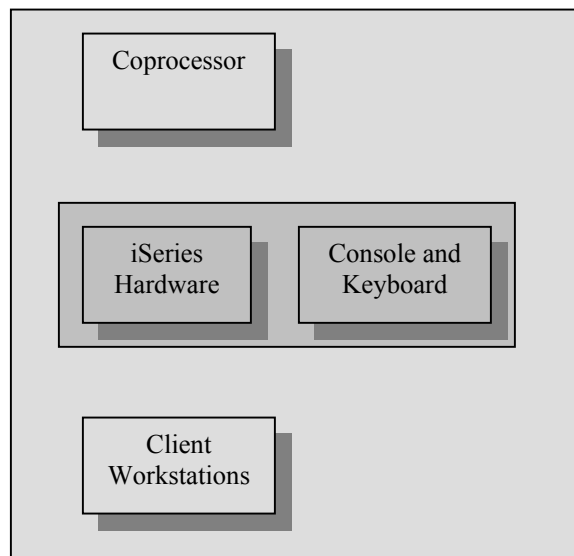 Coprocessor
iSeries
Hardware
Console and
Keyboard
Client
Workstations